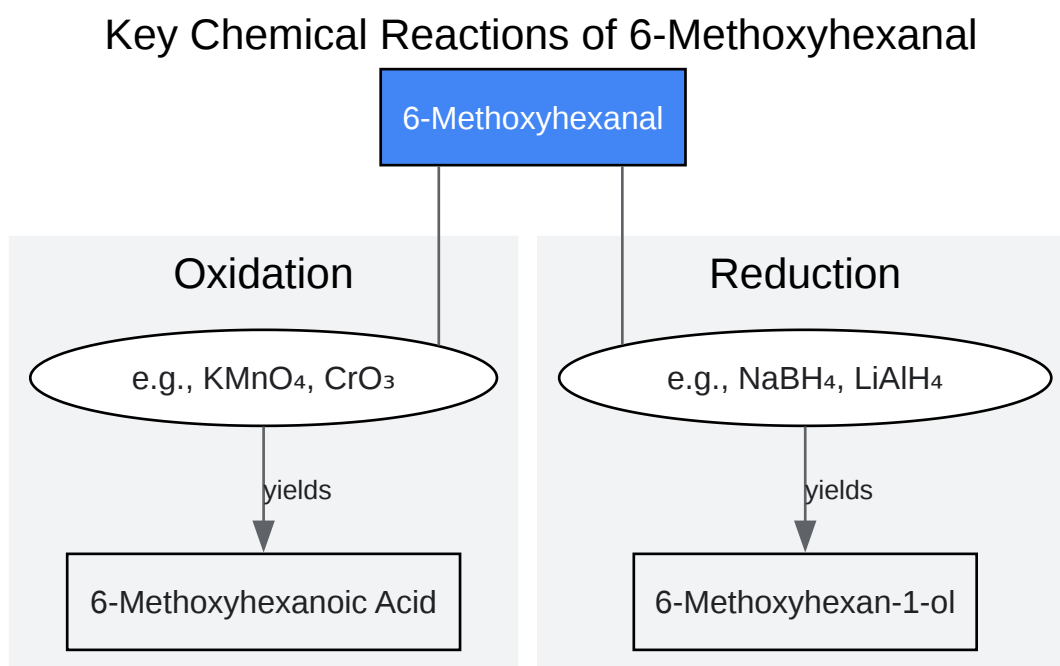 Key Chemical Reactions of 6-Methoxyhexanal
6-Methoxyhexanal
Oxidation
e.g., KMnO₄, CrO₃
yields
6-Methoxyhexanoic Acid
Reduction
e.g., NaBH₄, LiAlH₄
yields
6-Methoxyhexan-1-ol